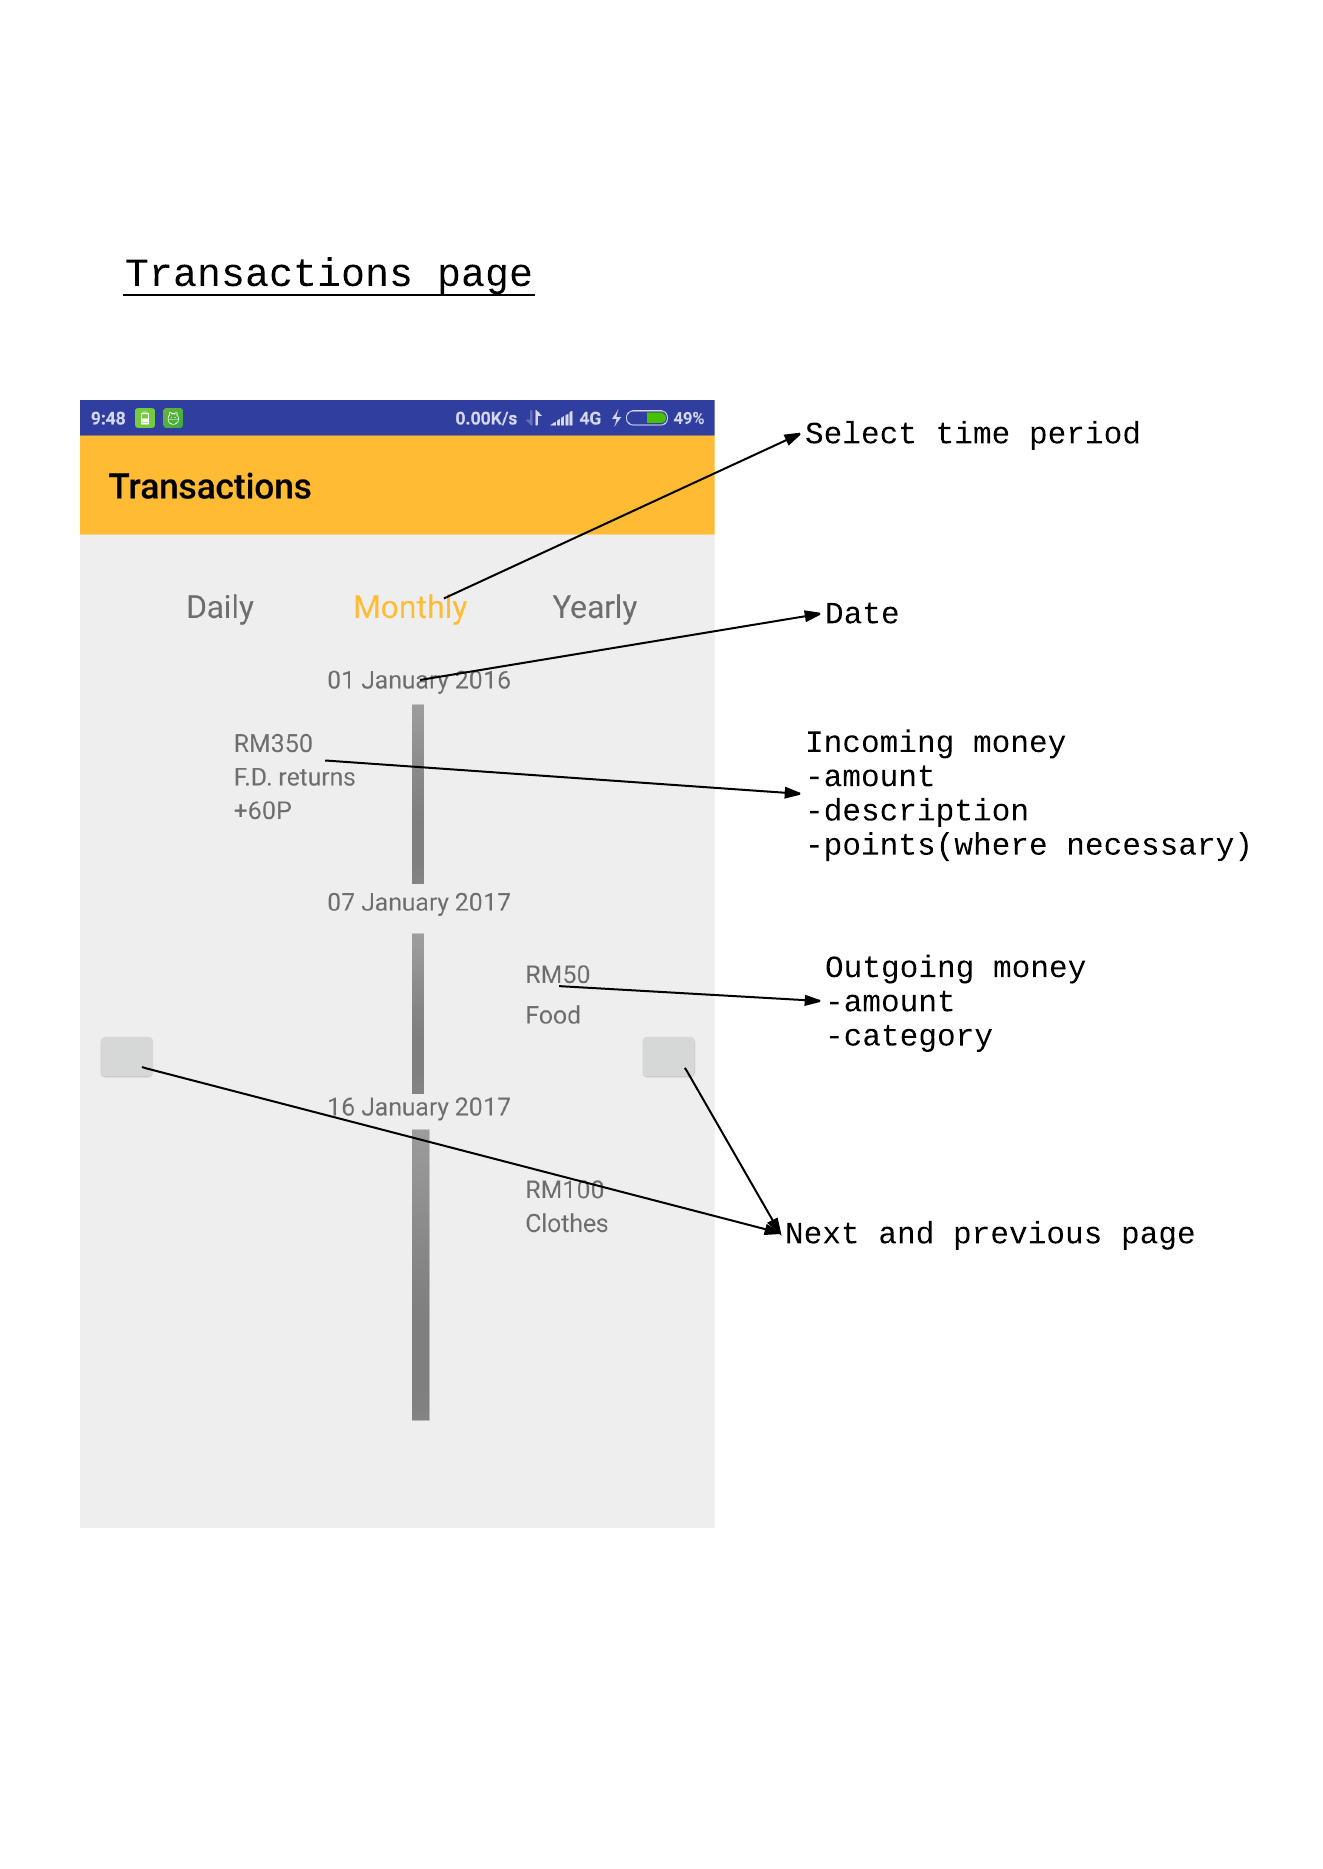 Transactions page
9:48 0.00K/s 4G 49%
Transactions
Select time period
Daily Monthly Yearly
Date
01 January 2016
RM350
F.D. returns
+60P
Incoming money
-amount
-description
-points(where necessary)
07 January 2017
RM50
Food
Outgoing money
-amount
-category
16 January 2017
RM100
Clothes
Next and previous page